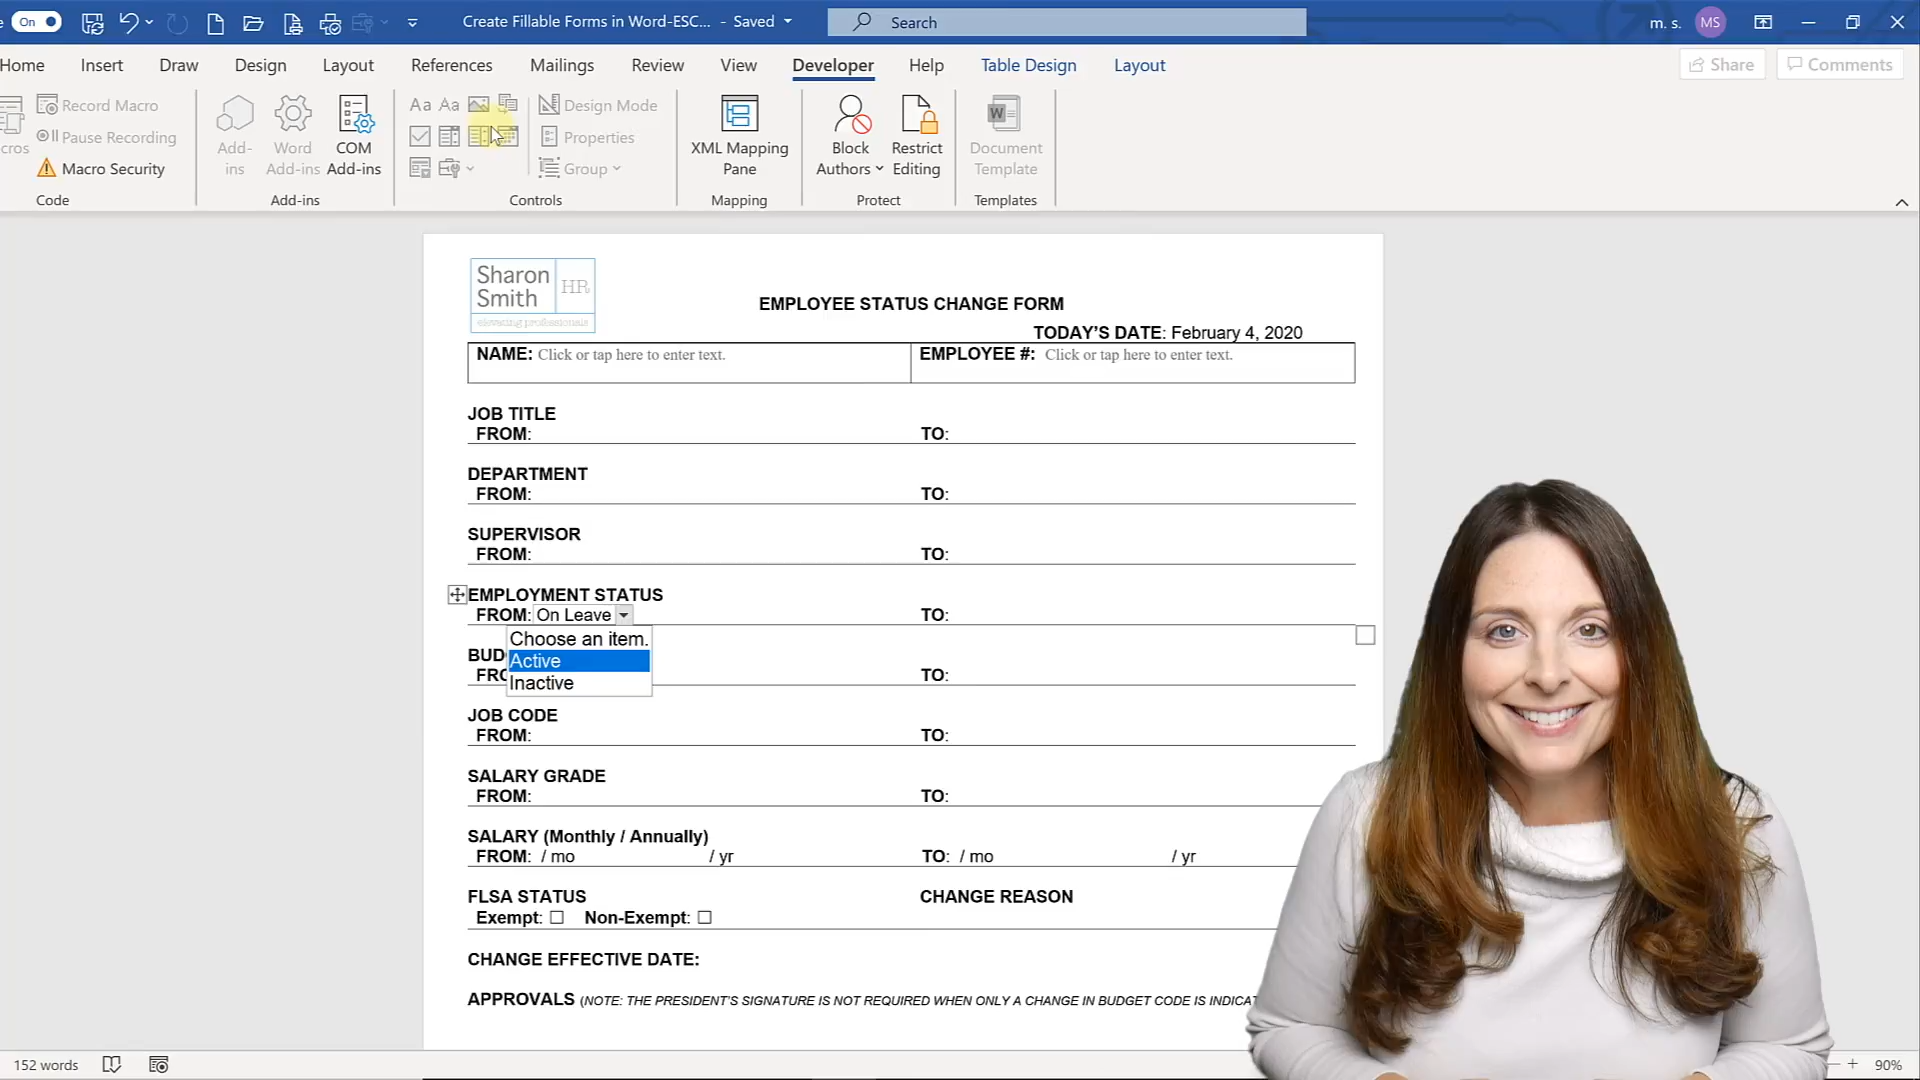 On
Create Fillable Forms in Word-ESC... - Saved
Search
m. s.
MS
Home Insert Draw Design Layout References Mailings Review View Developer Help Table Design Layout
Share
Comments
Record Macro
Pause Recording
Macro Security
Code
Add-ins
Word Add-ins
COM Add-ins
Add-ins
Aa Aa
Design Mode
Properties
Group
Controls
XML Mapping Pane
Mapping
Block Authors
Restrict Editing
Protect
Document Template
Templates
Sharon Smith HR
elevating professionals
EMPLOYEE STATUS CHANGE FORM
TODAY'S DATE: February 4, 2020
NAME: Click or tap here to enter text. EMPLOYEE #: Click or tap here to enter text.
JOB TITLE
FROM: TO:
DEPARTMENT
FROM: TO:
SUPERVISOR
FROM: TO:
EMPLOYMENT STATUS
FROM: On Leave TO:
Choose an item.
Active
Inactive
BUD
FRO TO:
JOB CODE
FROM: TO:
SALARY GRADE
FROM: TO:
SALARY (Monthly / Annually)
FROM: / mo / yr TO: / mo / yr
FLSA STATUS CHANGE REASON
Exempt: ☐ Non-Exempt: ☐
CHANGE EFFECTIVE DATE:
APPROVALS (NOTE: THE PRESIDENT'S SIGNATURE IS NOT REQUIRED WHEN ONLY A CHANGE IN BUDGET CODE IS INDICAT
152 words
90%